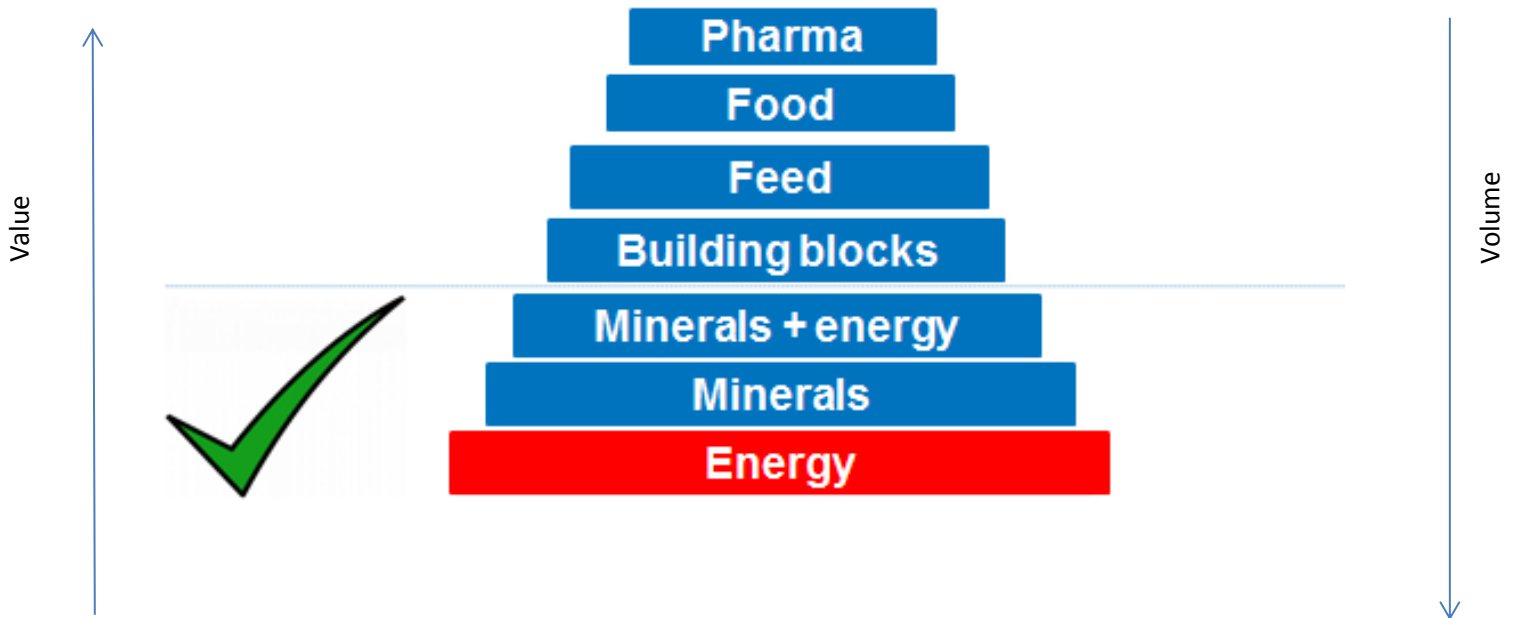 Pharma
Food
Feed
Building blocks
Minerals + energy
Minerals
Energy
Value
Volume